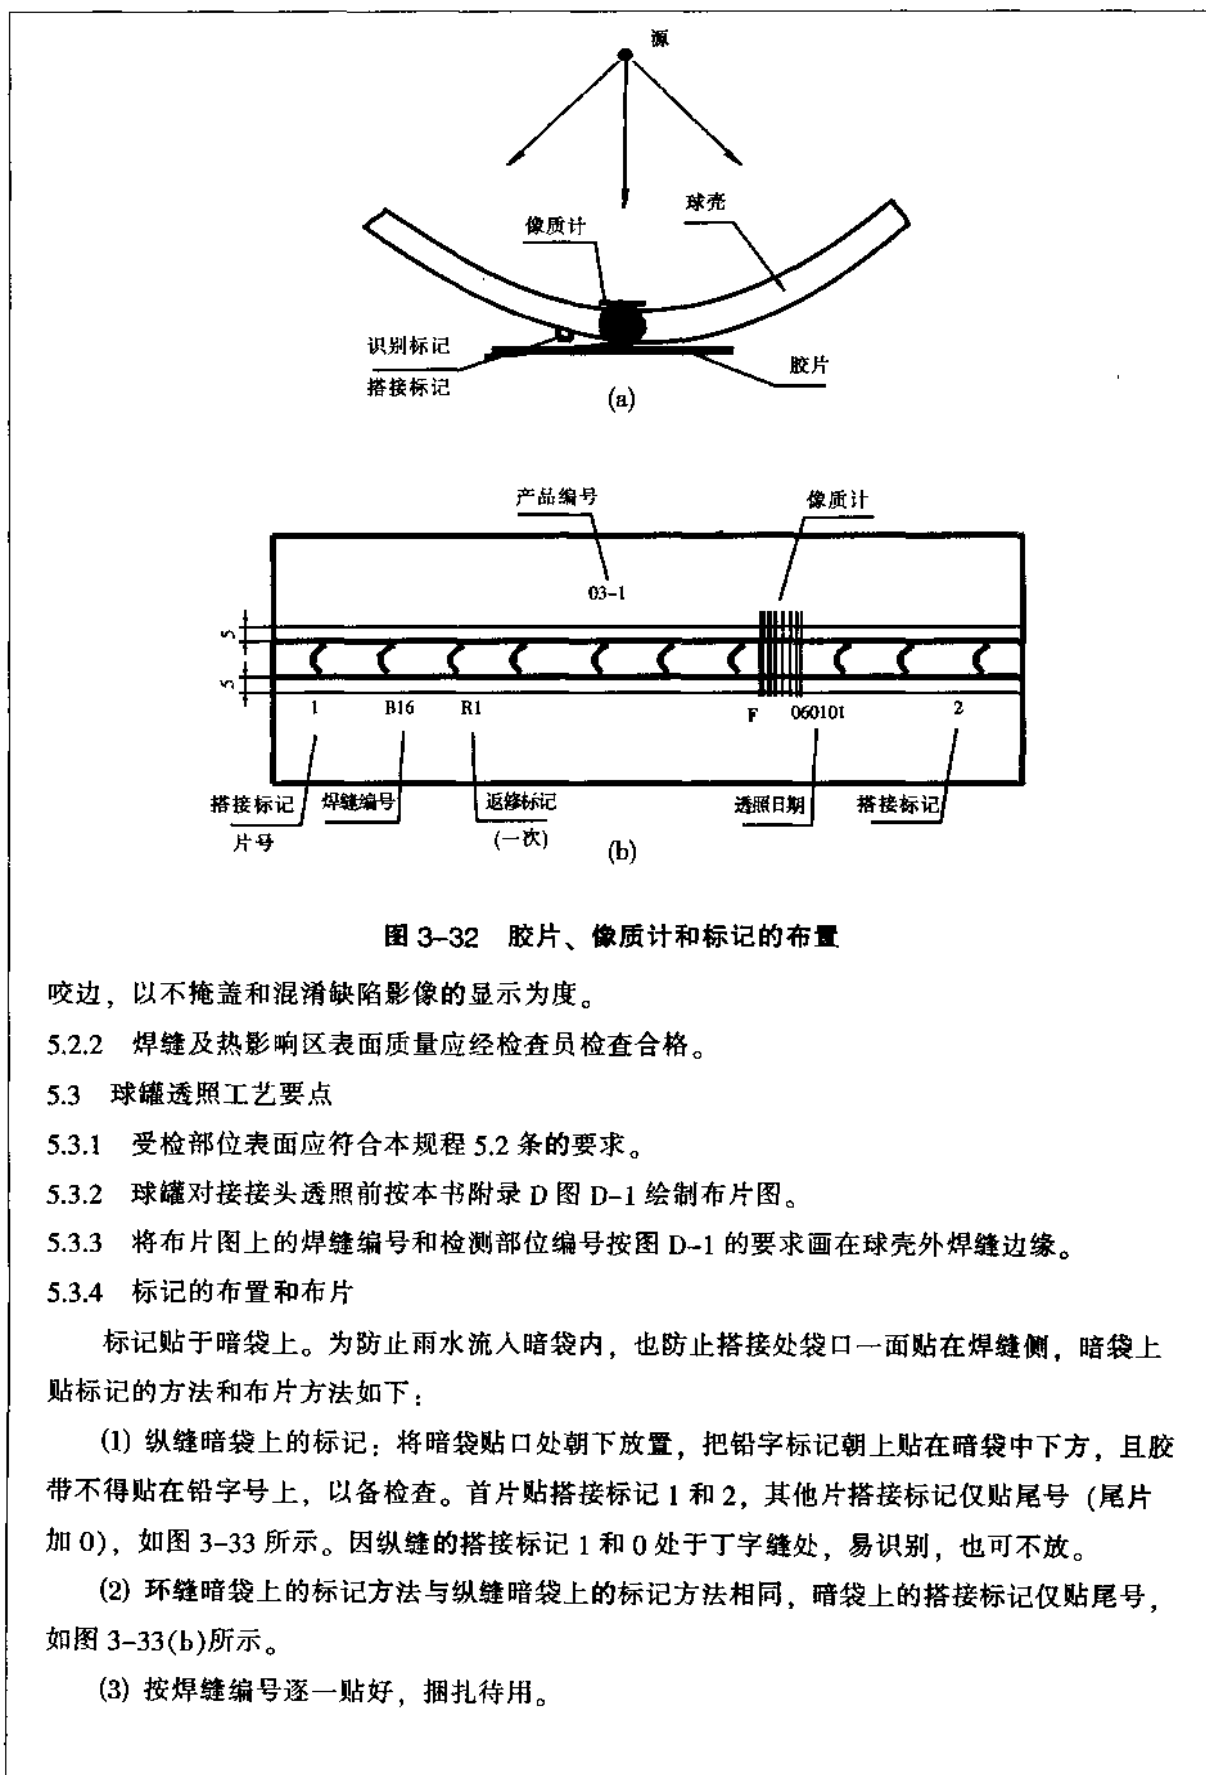 源
球壳
像质计
识别标记
搭接标记
胶片
(a)
产品编号
像质计
03-1
5
5
1 B16 R1 F 060101 2
搭接标记 焊缝编号 返修标记 透照日期 搭接标记
片号 (一次)
(b)
图 3-32 胶片、像质计和标记的布置
咬边，以不掩盖和混淆缺陷影像的显示为度。
5.2.2 焊缝及热影响区表面质量应经检查员检查合格。
5.3 球罐透照工艺要点
5.3.1 受检部位表面应符合本规程 5.2 条的要求。
5.3.2 球罐对接接头透照前按本书附录 D 图 D-1 绘制布片图。
5.3.3 将布片图上的焊缝编号和检测部位编号按图 D-1 的要求画在球壳外焊缝边缘。
5.3.4 标记的布置和布片
标记贴于暗袋上。为防止雨水流入暗袋内，也防止搭接处袋口一面贴在焊缝侧，暗袋上
贴标记的方法和布片方法如下：
(1) 纵缝暗袋上的标记：将暗袋贴口处朝下放置，把铅字标记朝上贴在暗袋中下方，且胶
带不得贴在铅字号上，以备检查。首片贴搭接标记 1 和 2，其他片搭接标记仅贴尾号（尾片
加 0），如图 3-33 所示。因纵缝的搭接标记 1 和 0 处于丁字缝处，易识别，也可不放。
(2) 环缝暗袋上的标记方法与纵缝暗袋上的标记方法相同，暗袋上的搭接标记仅贴尾号，
如图 3-33(b)所示。
(3) 按焊缝编号逐一贴好，捆扎待用。